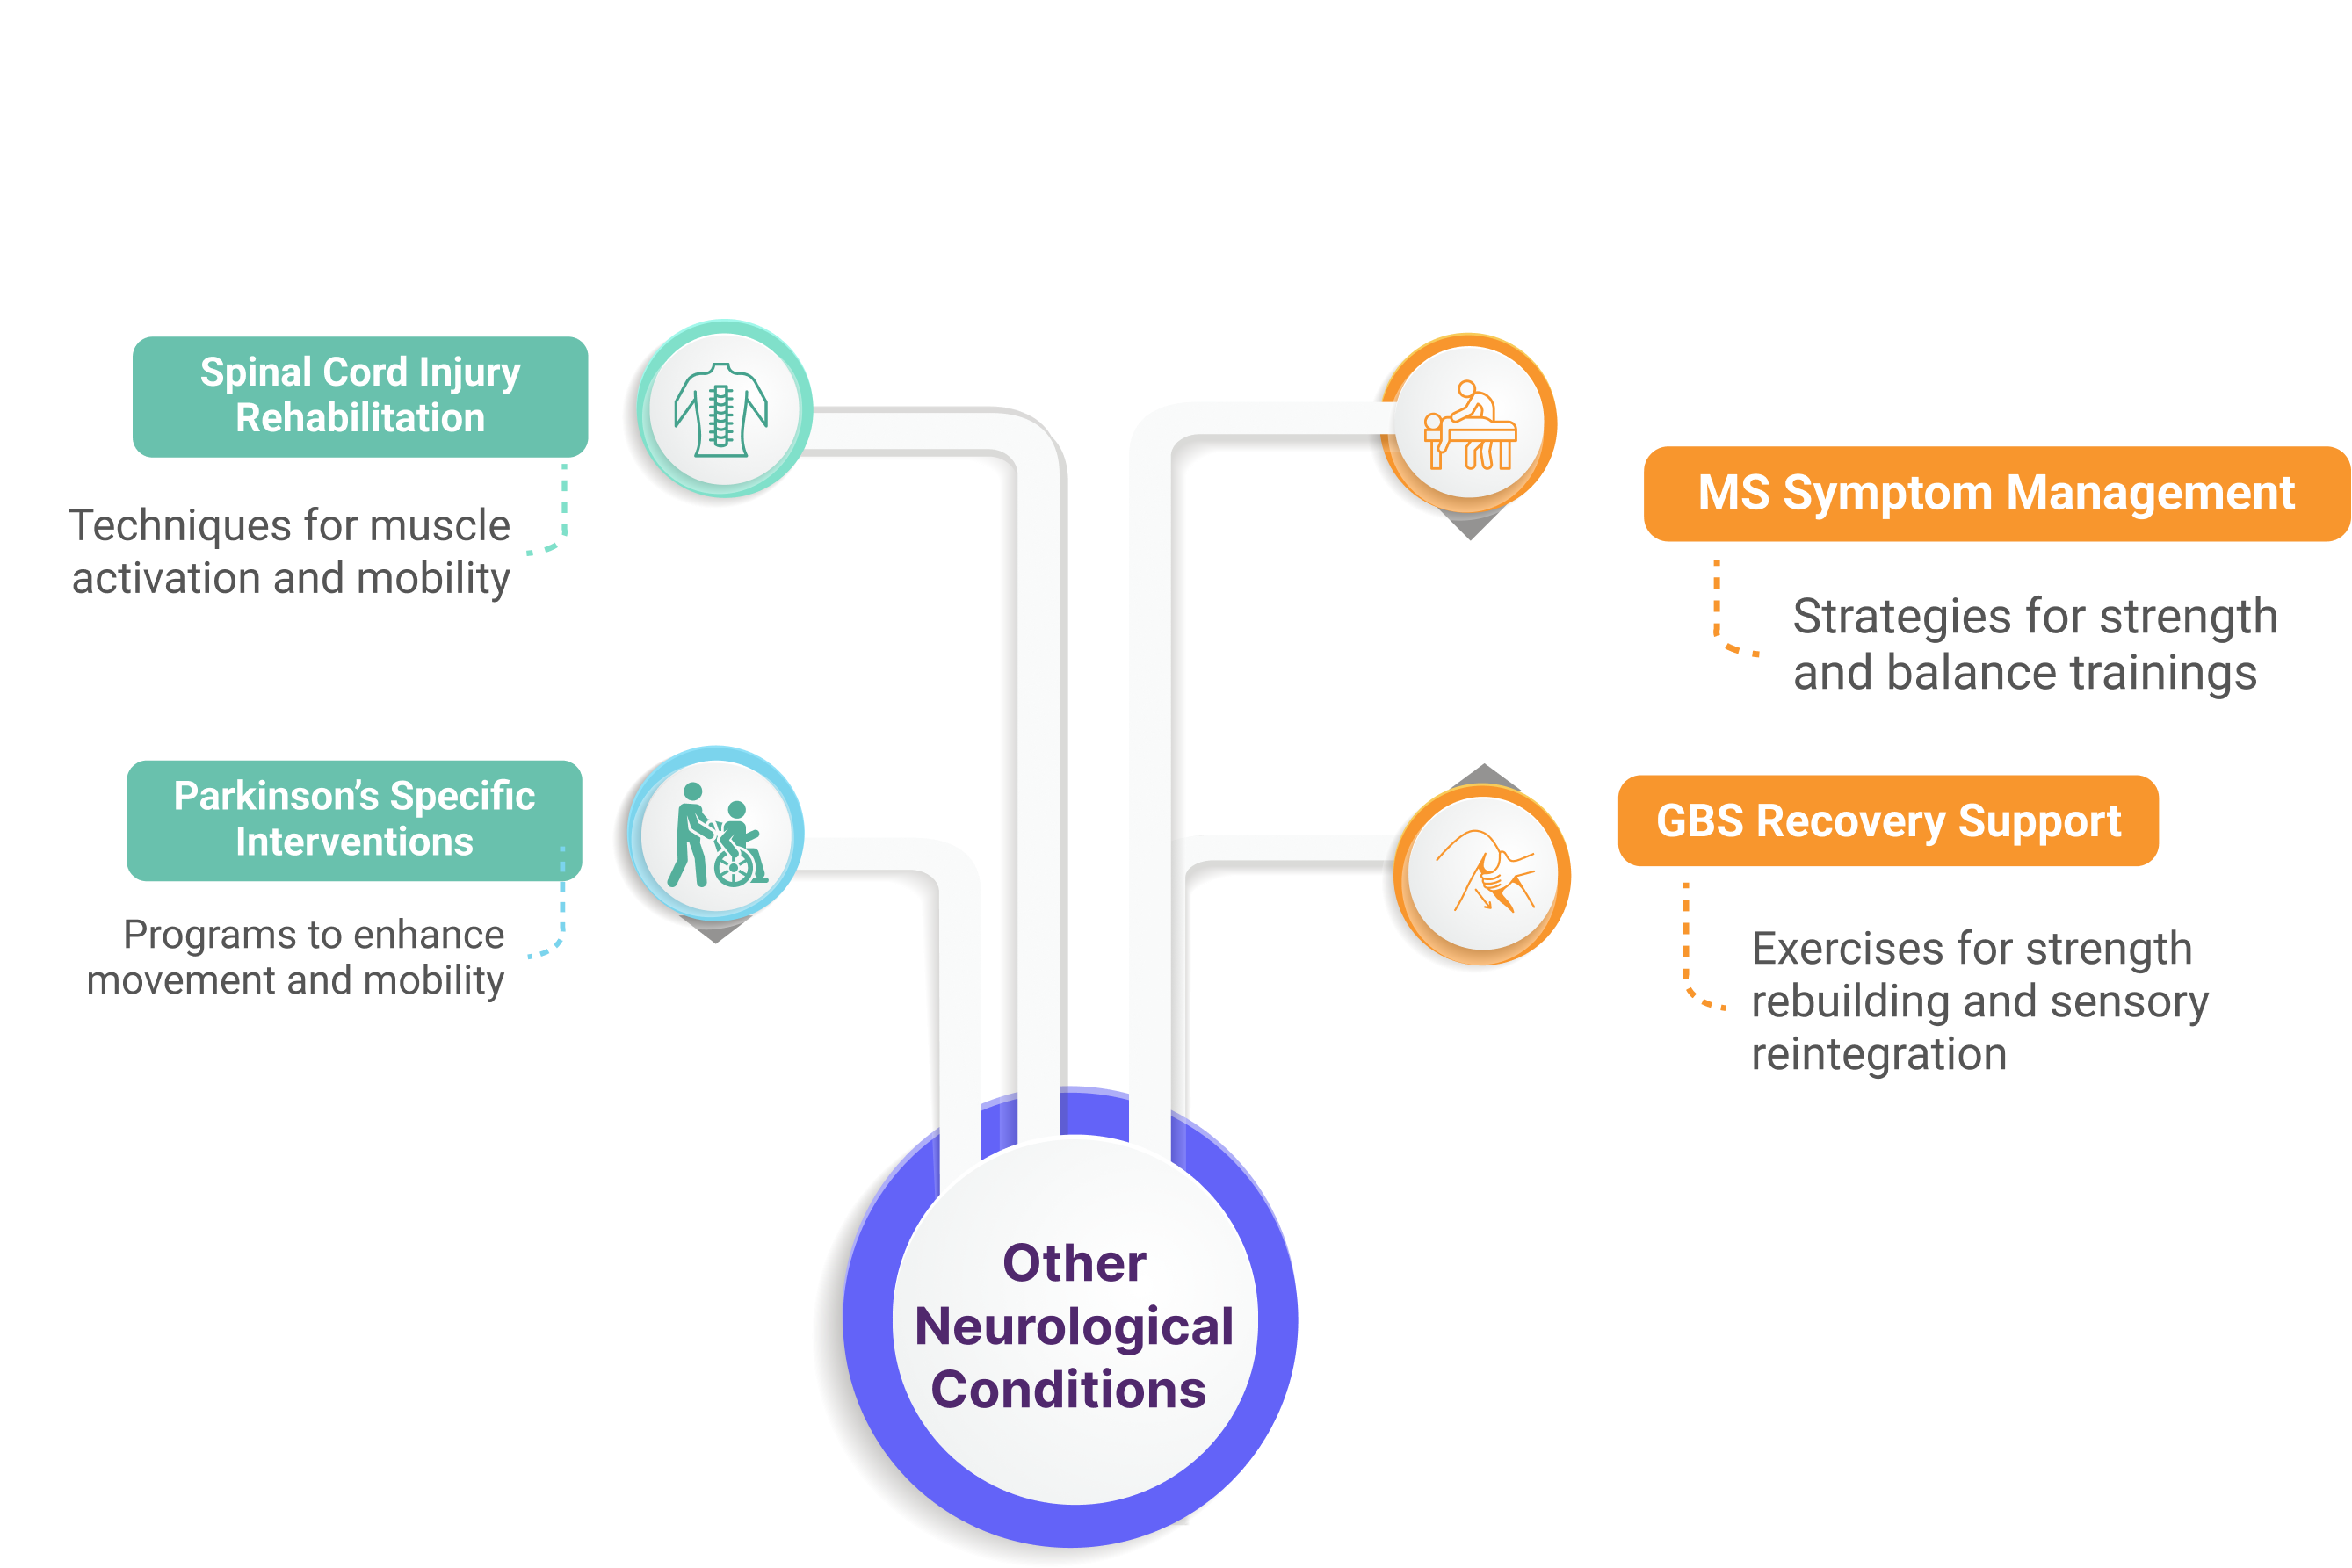 Spinal Cord Injury
Rehabilitation
Techniques for muscle
activation and mobility
MS Symptom Management
Strategies for strength
and balance trainings
Parkinson's Specific
Interventions
Programs to enhance
movement and mobility
GBS Recovery Support
Exercises for strength
rebuilding and sensory
reintegration
Other
Neurological
Conditions